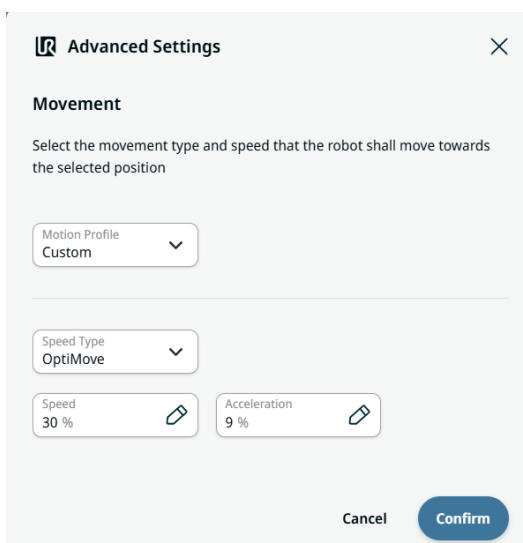 UR Advanced Settings
Movement
Select the movement type and speed that the robot shall move towards
the selected position
Motion Profile
Custom
Speed Type
OptiMove
Speed
30 %
Acceleration
9 %
Cancel
Confirm